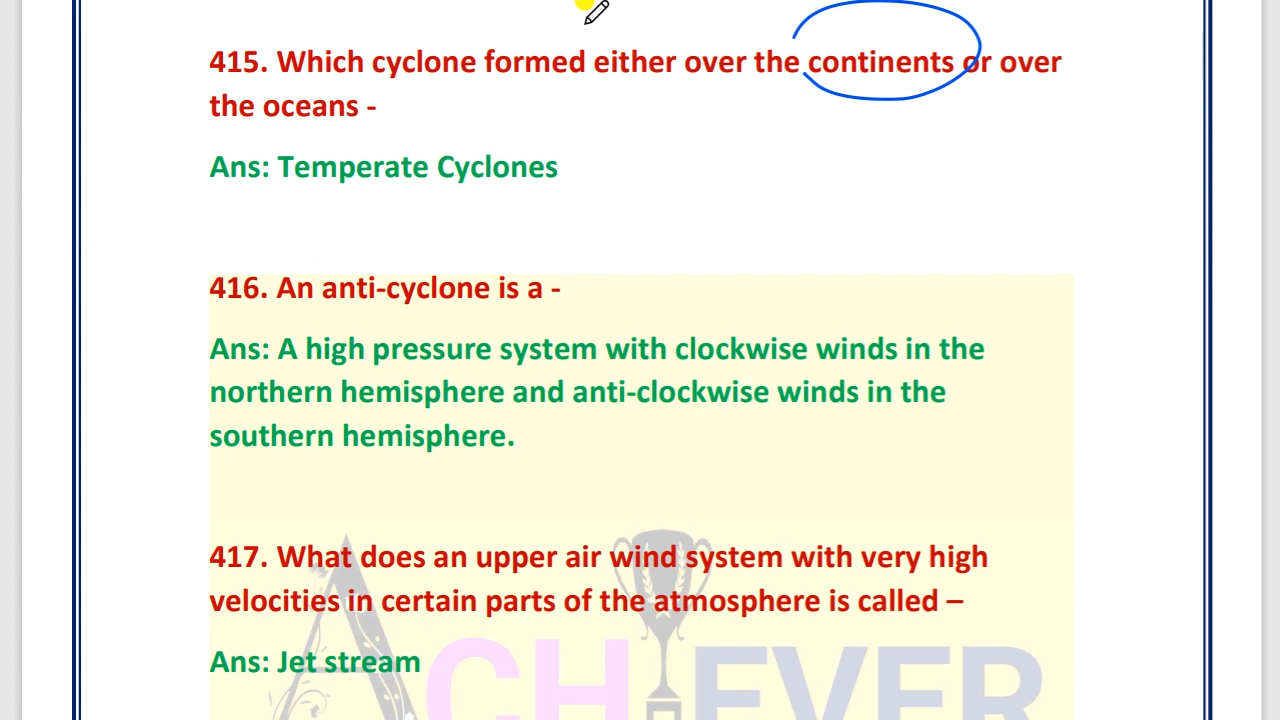 415. Which cyclone formed either over the continents or over
the oceans -
Ans: Temperate Cyclones
416. An anti-cyclone is a -
Ans: A high pressure system with clockwise winds in the
northern hemisphere and anti-clockwise winds in the
southern hemisphere.
417. What does an upper air wind system with very high
velocities in certain parts of the atmosphere is called –
Ans: Jet stream
ACHIEVER